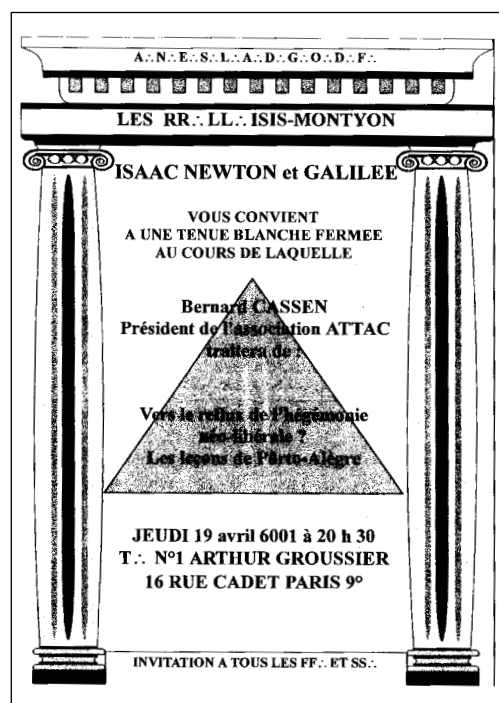 A∴N∴E∴S∴L∴A∴D∴G∴O∴D∴F∴
LES RR∴ LL∴ ISIS-MONTYON
ISAAC NEWTON et GALILEE
VOUS CONVIENT
A UNE TENUE BLANCHE FERMEE
AU COURS DE LAQUELLE
Bernard CASSEN
Président de l'association ATTAC
traitera de :
Vers le reflux de l'hégémonie
néo-libérale ?
Les leçons de Porto-Alègre
JEUDI 19 avril 6001 à 20 h 30
T∴ N°1 ARTHUR GROUSSIER
16 RUE CADET PARIS 9°
INVITATION A TOUS LES FF∴ ET SS∴